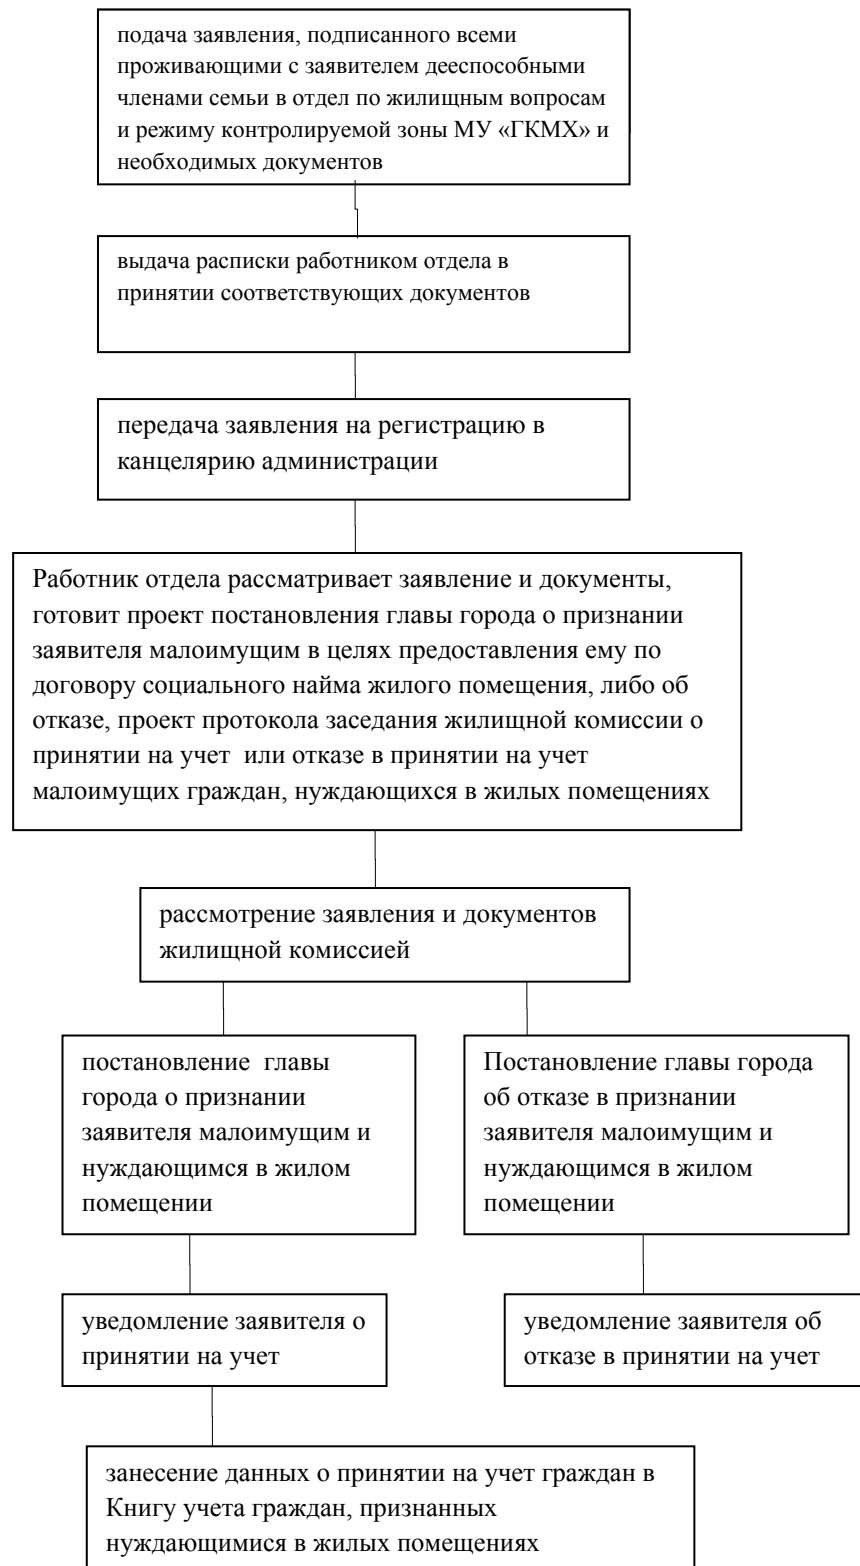 подача заявления, подписанного всеми
проживающими с заявителем дееспособными
членами семьи в отдел по жилищным вопросам
и режиму контролируемой зоны МУ «ГКМХ» и
необходимых документов
выдача расписки работником отдела в
принятии соответствующих документов
передача заявления на регистрацию в
канцелярию администрации
Работник отдела рассматривает заявление и документы,
готовит проект постановления главы города о признании
заявителя малоимущим в целях предоставления ему по
договору социального найма жилого помещения, либо об
отказе, проект протокола заседания жилищной комиссии о
принятии на учет или отказе в принятии на учет
малоимущих граждан, нуждающихся в жилых помещениях
рассмотрение заявления и документов
жилищной комиссией
постановление главы
города о признании
заявителя малоимущим и
нуждающимся в жилом
помещении
Постановление главы города
об отказе в признании
заявителя малоимущим и
нуждающимся в жилом
помещении
уведомление заявителя о
принятии на учет
уведомление заявителя об
отказе в принятии на учет
занесение данных о принятии на учет граждан в
Книгу учета граждан, признанных
нуждающимися в жилых помещениях